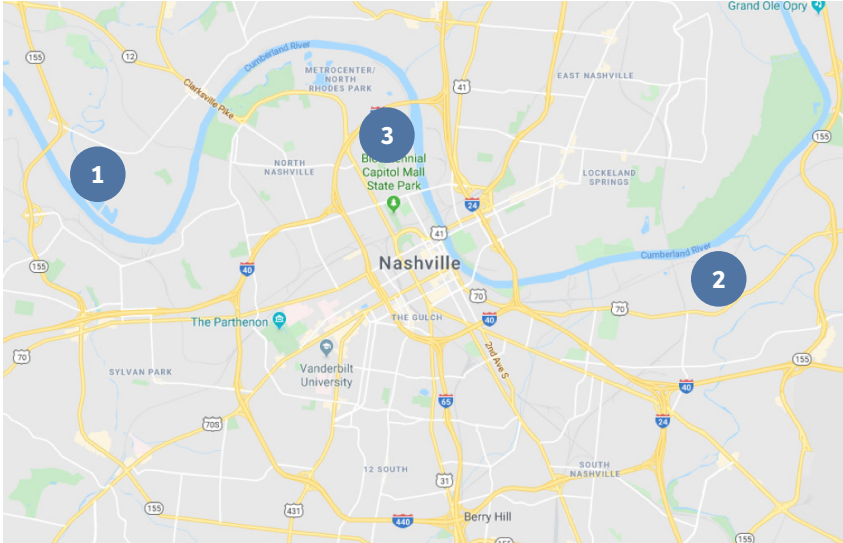 Grand Ole Opry
155
12
Cumberland River
METROCENTER/
NORTH
RHODES PARK
41
EAST NASHVILLE
Clarksville Pike
155
3
1
NORTH
NASHVILLE
Capitol Mall
State Park
LOCKELAND
SPRINGS
24
41
Cumberland River
Nashville
155
40
2
70
The Parthenon
THE GULCH
40
70
70
2nd Ave S
155
Vanderbilt
University
SYLVAN PARK
40
65
70S
24
12 SOUTH
SOUTH
NASHVILLE
31
155
431
440
Berry Hill
155
155